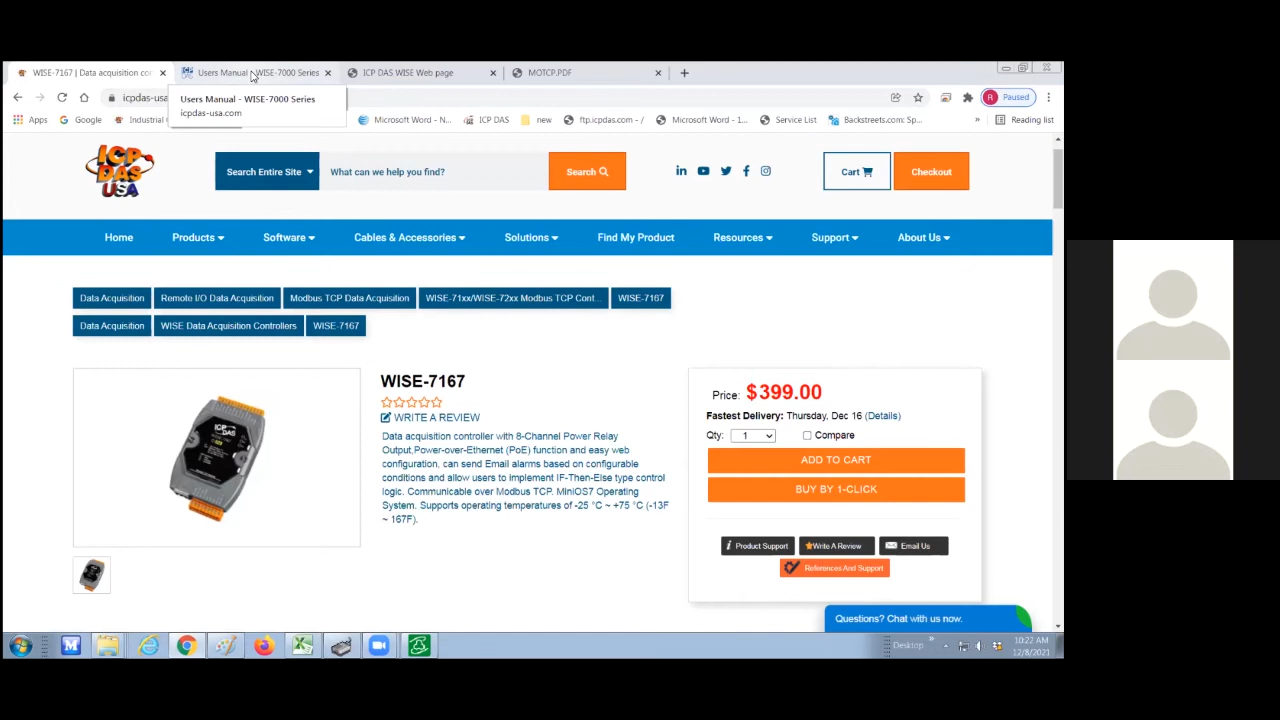 WISE-7167 | Data acquisition co
Users Manual - WISE-7000 Series
ICP DAS WISE Web page
MOTCP.PDF
icpdas-usa
Users Manual - WISE-7000 Series
icpdas-usa.com
R Paused
Apps
Google
Industrial
Microsoft Word - N...
ICP DAS
new
ftp.icpdas.com - /
Microsoft Word - 1...
Service List
Backstreets.com: Sp...
»
Reading list
ICP
DAS
USA
Search Entire Site
What can we help you find?
Search
Cart
Checkout
Home
Products
Software
Cables & Accessories
Solutions
Find My Product
Resources
Support
About Us
Data Acquisition
Remote I/O Data Acquisition
Modbus TCP Data Acquisition
WISE-71xx/WISE-72xx Modbus TCP Cont...
WISE-7167
Data Acquisition
WISE Data Acquisition Controllers
WISE-7167
WISE-7167
WRITE A REVIEW
Data acquisition controller with 8-Channel Power Relay
Output,Power-over-Ethernet (PoE) function and easy web
configuration, can send Email alarms based on configurable
conditions and allow users to implement IF-Then-Else type control
logic. Communicable over Modbus TCP. MiniOS7 Operating
System. Supports operating temperatures of -25 °C ~ +75 °C (-13F
~ 167F).
Price: $399.00
Fastest Delivery: Thursday, Dec 16 (Details)
Qty: 1
Compare
ADD TO CART
BUY BY 1-CLICK
Product Support
Write A Review
Email Us
References And Support
ICP
DAS
Questions? Chat with us now.
Desktop
»
10:22 AM
12/8/2021